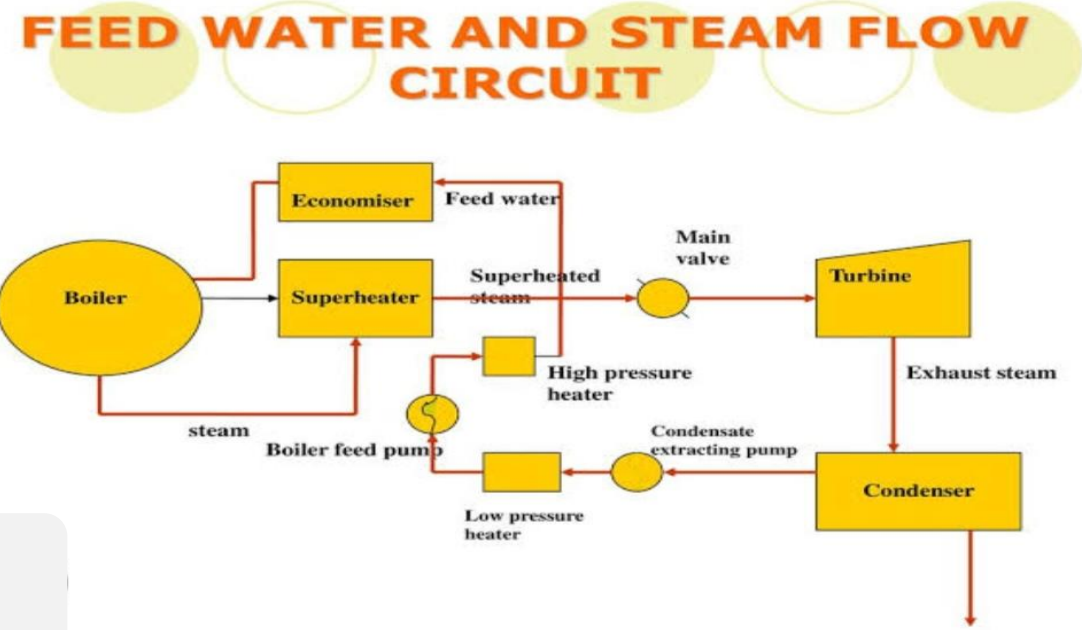 FEED WATER AND STEAM FLOW
CIRCUIT
Economiser
Feed water
Main
valve
Boiler
Superheater
Superheated
steam
Turbine
High pressure
heater
Exhaust steam
steam
Boiler feed pump
Condensate
extracting pump
Condenser
Low pressure
heater